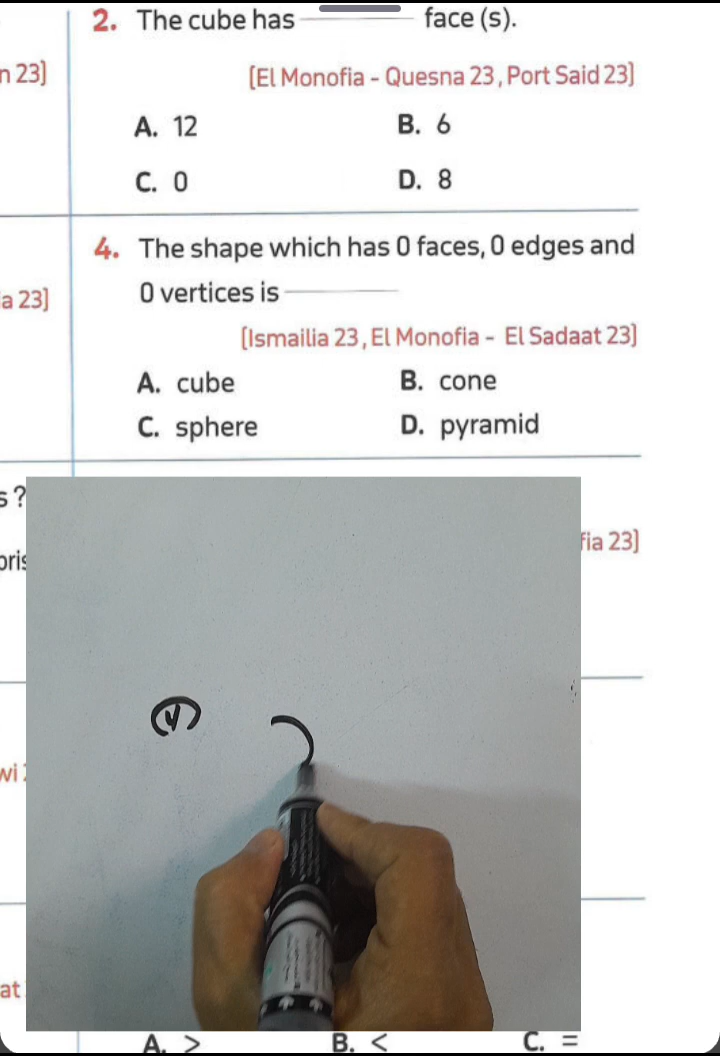 2. The cube has face (s).
n 23]
[El Monofia - Quesna 23, Port Said 23]
A. 12 B. 6
C. 0 D. 8
4. The shape which has 0 faces, 0 edges and
0 vertices is
a 23]
[Ismailia 23, El Monofia - El Sadaat 23]
A. cube B. cone
C. sphere D. pyramid
s?
fia 23]
pris
wi
at
A. > B. < C. =